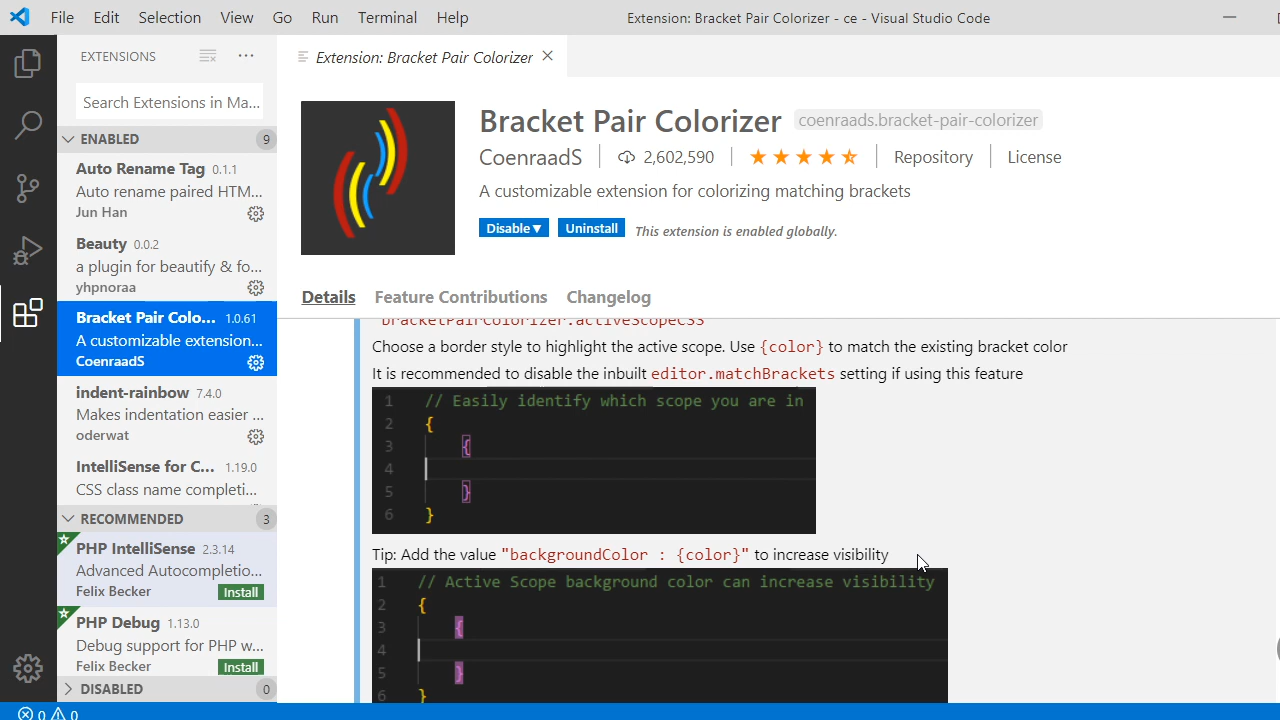 File Edit Selection View Go Run Terminal Help
Extension: Bracket Pair Colorizer - ce - Visual Studio Code
EXTENSIONS
Search Extensions in Ma...
ENABLED 9
Auto Rename Tag 0.1.1
Auto rename paired HTM...
Jun Han
Beauty 0.0.2
a plugin for beautify & fo...
yhpnoraa
Bracket Pair Colo... 1.0.61
A customizable extension...
CoenraadS
indent-rainbow 7.4.0
Makes indentation easier ...
oderwat
IntelliSense for C... 1.19.0
CSS class name completi...
RECOMMENDED 3
PHP IntelliSense 2.3.14
Advanced Autocompletio...
Felix Becker Install
PHP Debug 1.13.0
Debug support for PHP w...
Felix Becker Install
DISABLED 0
0 0
Extension: Bracket Pair Colorizer
Bracket Pair Colorizer coenraads.bracket-pair-colorizer
CoenraadS 2,602,590 Repository License
A customizable extension for colorizing matching brackets
Disable Uninstall This extension is enabled globally.
Details Feature Contributions Changelog
"bracketPairColorizer.activeScopeCSS"
Choose a border style to highlight the active scope. Use {color} to match the existing bracket color
It is recommended to disable the inbuilt editor.matchBrackets setting if using this feature
1 // Easily identify which scope you are in
2 {
3 {
4
5 }
6 }
Tip: Add the value "backgroundColor : {color}" to increase visibility
1 // Active Scope background color can increase visibility
2 {
3 {
4
5 }
6 }